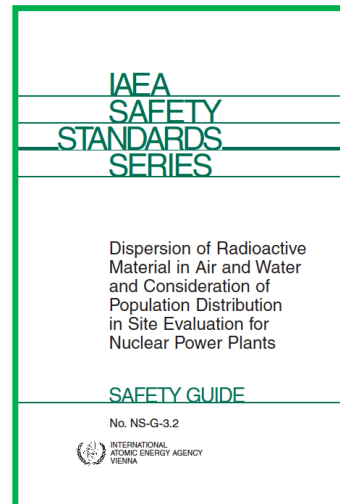 IAEA
SAFETY
STANDARDS
SERIES
Dispersion of Radioactive
Material in Air and Water
and Consideration of
Population Distribution
in Site Evaluation for
Nuclear Power Plants
SAFETY GUIDE
No. NS-G-3.2
INTERNATIONAL
ATOMIC ENERGY AGENCY
VIENNA